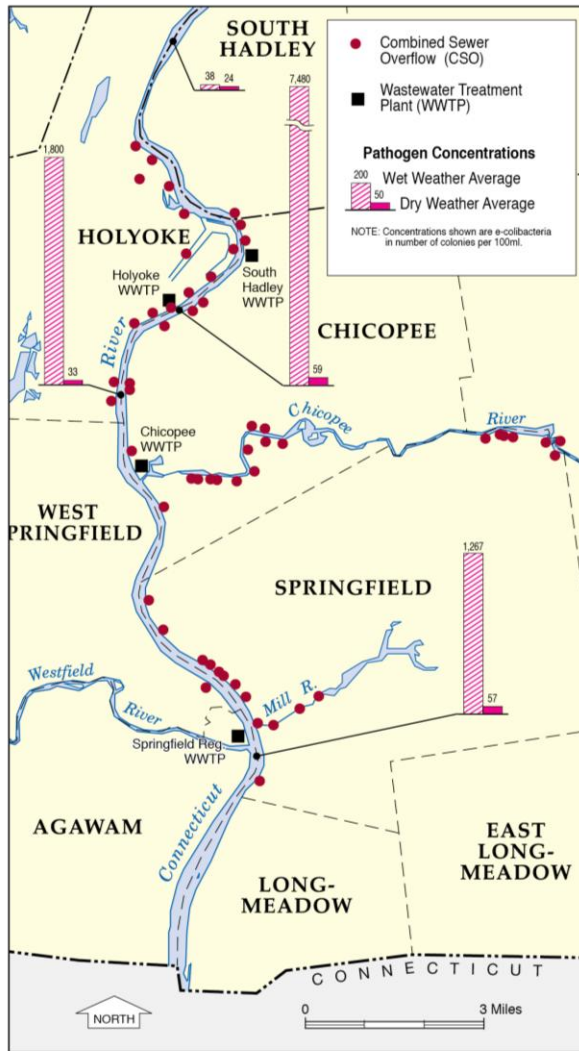 SOUTH
HADLEY
Combined Sewer
Overflow (CSO)
Wastewater Treatment
Plant (WWTP)
Pathogen Concentrations
200
Wet Weather Average
50
Dry Weather Average
NOTE: Concentrations shown are e-colibacteria
in number of colonies per 100ml.
38
24
7,480
59
1,800
33
HOLYOKE
Holyoke
WWTP
South
Hadley
WWTP
CHICOPEE
River
Chicopee
River
Chicopee
WWTP
WEST
PRINGFIELD
SPRINGFIELD
1,267
57
Westfield
River
Mill R.
Springfield Reg.
WWTP
AGAWAM
Connecticut
LONG-
MEADOW
EAST
LONG-
MEADOW
CONNECTICUT
NORTH
0
3 Miles